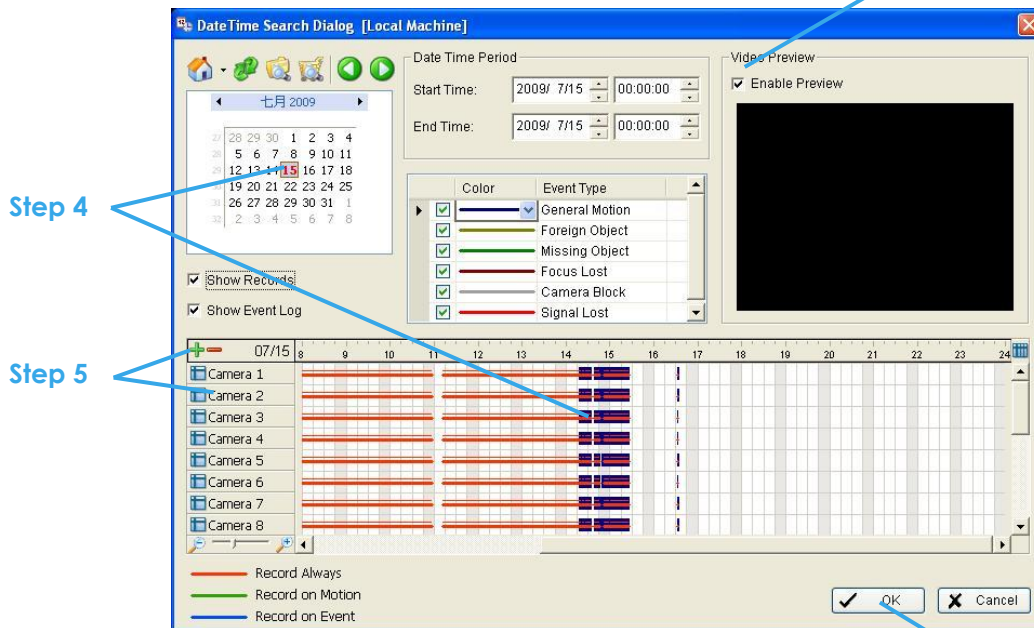 DateTime Search Dialog [Local Machine]
Date Time Period
Start Time: 2009/ 7/15 00:00:00
End Time: 2009/ 7/15 00:00:00
Video Preview
Enable Preview
七月 2009
27 28 29 30 1 2 3 4
28 5 6 7 8 9 10 11
29 12 13 14 15 16 17 18
30 19 20 21 22 23 24 25
31 26 27 28 29 30 31 1
32 2 3 4 5 6 7 8
Color Event Type
General Motion
Foreign Object
Missing Object
Focus Lost
Camera Block
Signal Lost
Step 4
Show Records
Show Event Log
Step 5
07/15 8 9 10 11 12 13 14 15 16 17 18 19 20 21 22 23 24
Camera 1
Camera 2
Camera 3
Camera 4
Camera 5
Camera 6
Camera 7
Camera 8
Record Always
Record on Motion
Record on Event
OK Cancel